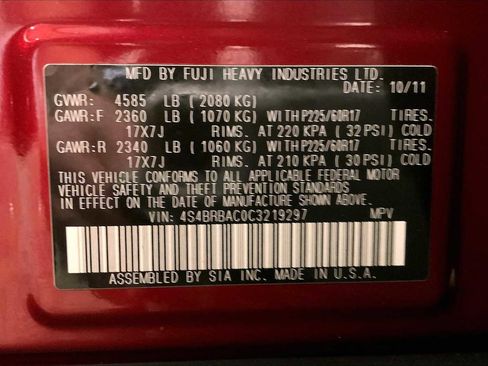 MFD BY FUJI HEAVY INDUSTRIES LTD.
DATE: 10/11
GVWR: 4585 LB (2080 KG)
GAWR:F 2360 LB (1070 KG) WITH P225/60R17 TIRES.
17X7J RIMS. AT 220 KPA (32 PSI) COLD
GAWR:R 2340 LB (1060 KG) WITH P225/60R17 TIRES.
17X7J RIMS. AT 210 KPA (30 PSI) COLD
THIS VEHICLE CONFORMS TO ALL APPLICABLE FEDERAL MOTOR
VEHICLE SAFETY AND THEFT PREVENTION STANDARDS
IN EFFECT ON THE DATE OF MANUFACTURE SHOWN ABOVE.
VIN: 4S4BRBAC0C3219297 MPV
ASSEMBLED BY SIA INC. MADE IN U.S.A.